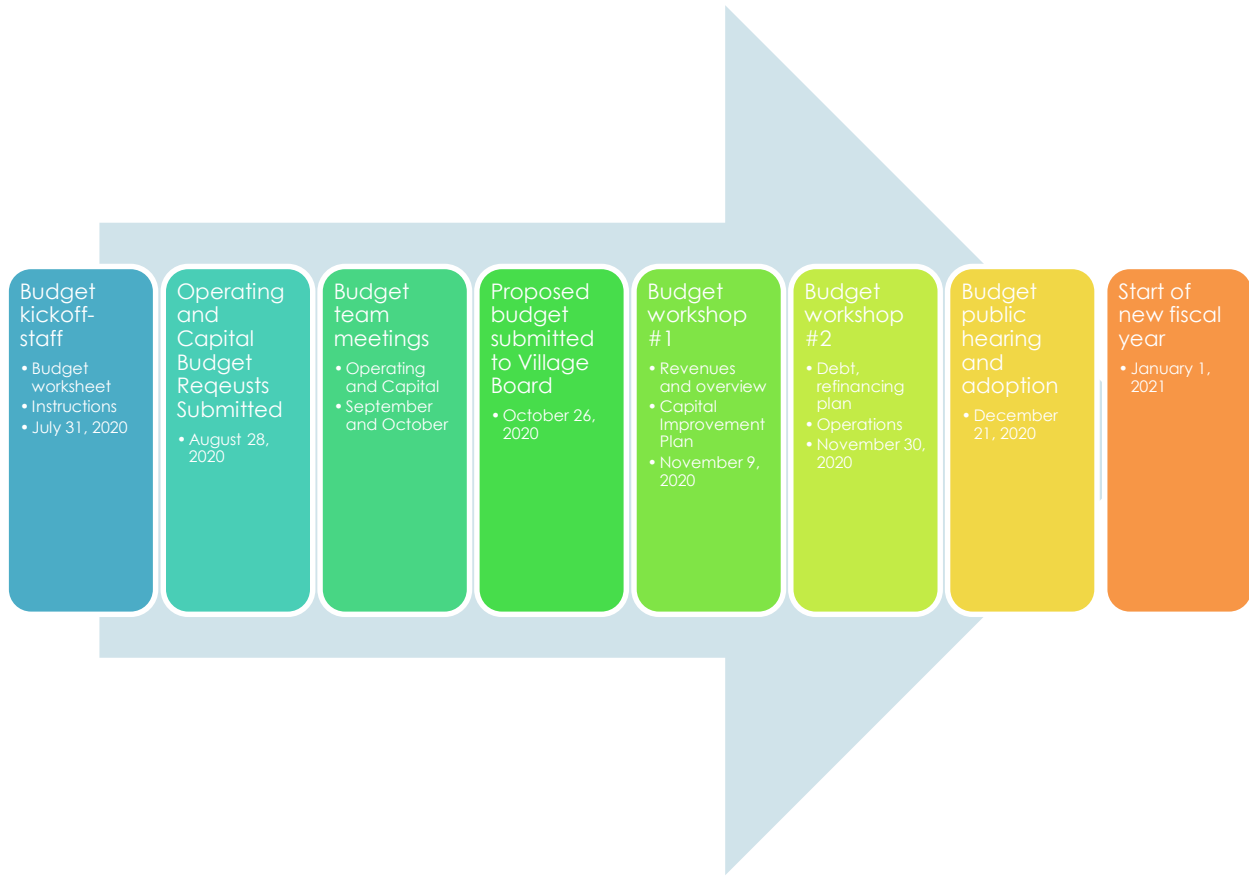 Budget
kickoff-
staff
• Budget
worksheet
• Instructions
• July 31, 2020
Operating
and
Capital
Budget
Reqeusts
Submitted
• August 28,
2020
Budget
team
meetings
• Operating
and Capital
• September
and October
Proposed
budget
submitted
to Village
Board
• October 26,
2020
Budget
workshop
#1
• Revenues
and overview
• Capital
Improvement
Plan
• November 9,
2020
Budget
workshop
#2
• Debt,
refinancing
plan
• Operations
• November 30,
2020
Budget
public
hearing
and
adoption
• December
21, 2020
Start of
new fiscal
year
• January 1,
2021